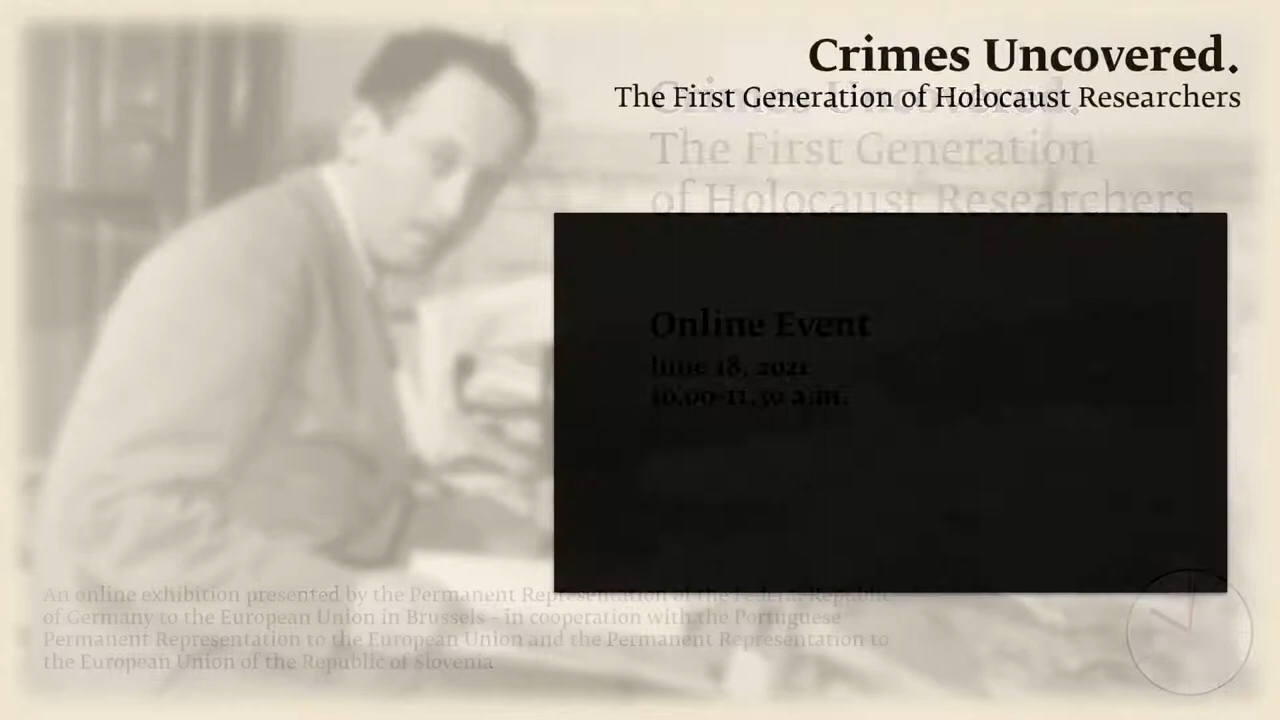 Crimes Uncovered.
The First Generation of Holocaust Researchers
Crimes Uncovered.
The First Generation
of Holocaust Researchers
Online Event
June 18, 2021
10.00-11.30 a.m.
An online exhibition presented by the Permanent Representation of the Federal Republic
of Germany to the European Union in Brussels – in cooperation with the Portuguese
Permanent Representation to the European Union and the Permanent Representation to
the European Union of the Republic of Slovenia